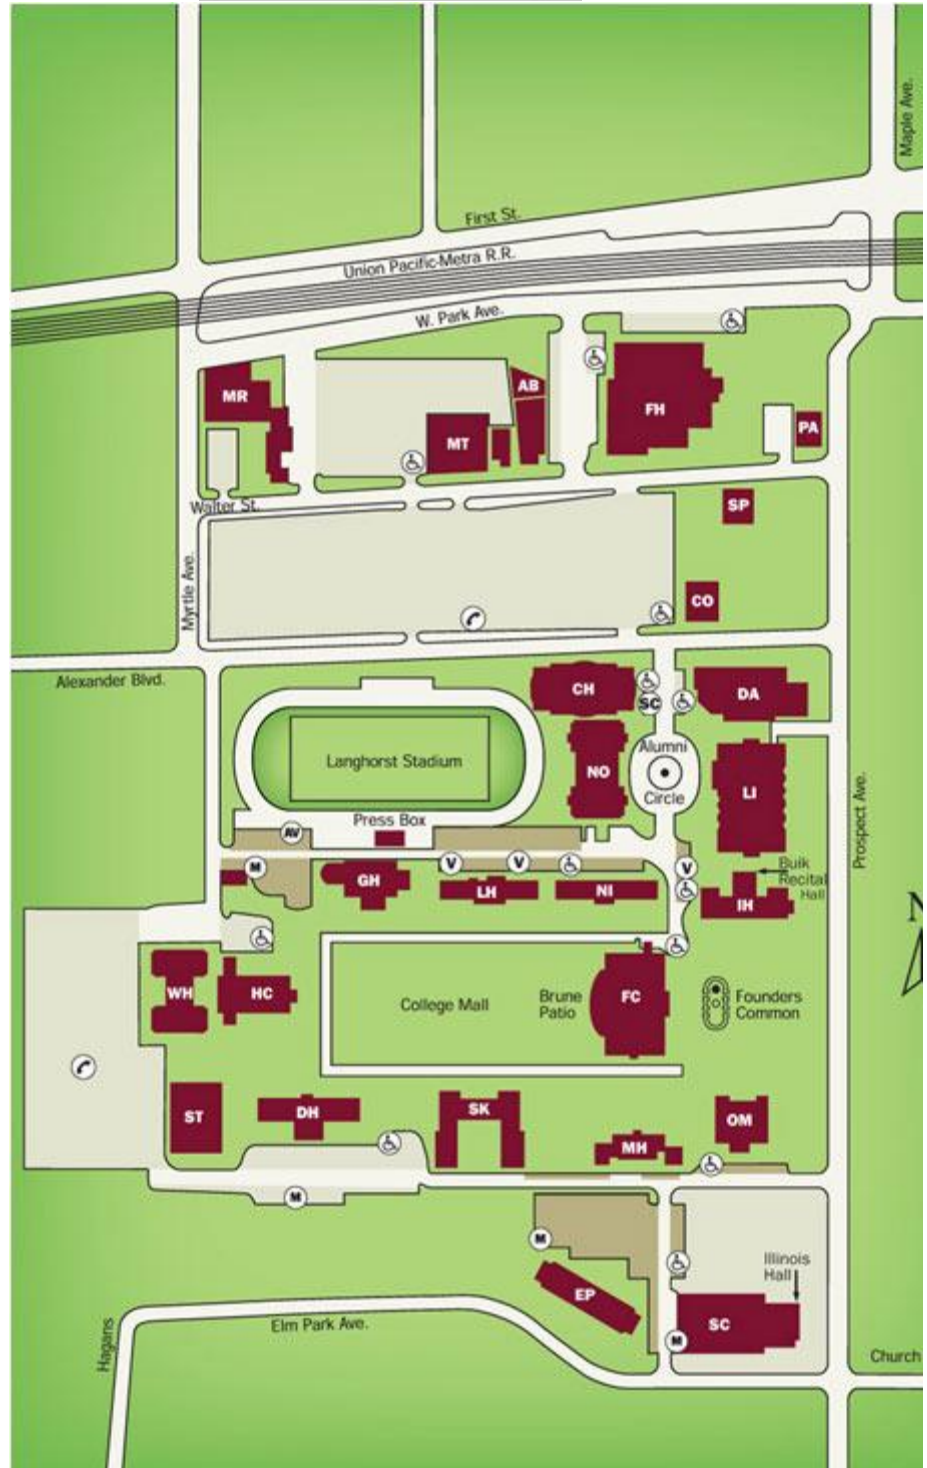 Maple Ave.
First St.
Union Pacific-Metra R.R.
W. Park Ave.
MR
AB
FH
MT
PA
Walter St.
SP
Myrtle Ave.
CO
Alexander Blvd.
CH
SC
DA
Langhorst Stadium
Alumni
Circle
NO
LI
Prospect Ave.
Press Box
AV
M
V
V
V
GH
LH
NI
Buik
Recital
Hall
IH
N
WH
HC
College Mall
Brune
Patio
FC
Founders
Common
ST
DH
SK
MH
OM
M
M
Illinois
Hall
EP
SC
M
Elm Park Ave.
Hagans
Church